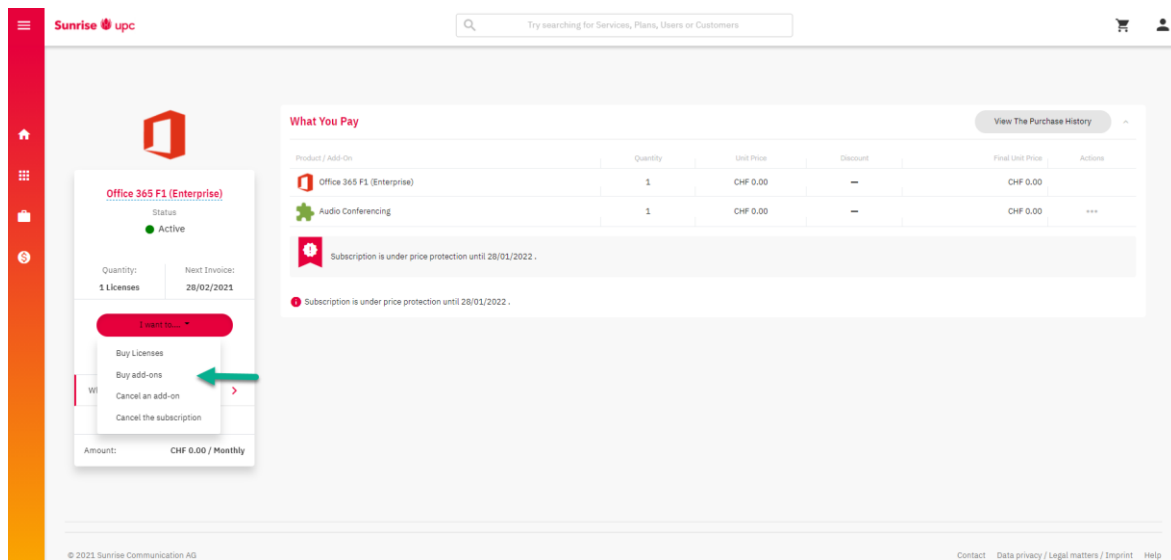 Sunrise upc
Try searching for Services, Plans, Users or Customers
Office 365 F1 (Enterprise)
Status
Active
Quantity: Next Invoice:
1 Licenses 28/02/2021
I want to....
Buy Licenses
Buy add-ons
Wh
Cancel an add-on
Cancel the subscription
Amount: CHF 0.00 / Monthly
What You Pay
View The Purchase History
Product / Add-On Quantity Unit Price Discount Final Unit Price Actions
Office 365 F1 (Enterprise) 1 CHF 0.00 — CHF 0.00
Audio Conferencing 1 CHF 0.00 — CHF 0.00
Subscription is under price protection until 28/01/2022 .
Subscription is under price protection until 28/01/2022 .
© 2021 Sunrise Communication AG
Contact Data privacy / Legal matters / Imprint Help